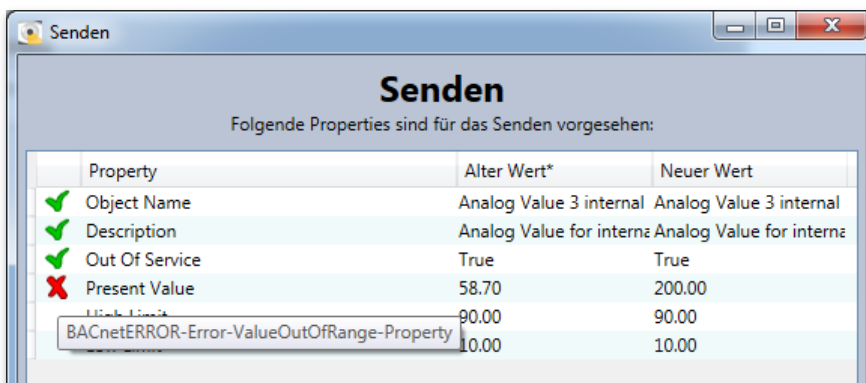 Senden
Senden
Folgende Properties sind für das Senden vorgesehen:
Property Alter Wert* Neuer Wert
Object Name Analog Value 3 internal Analog Value 3 internal
Description Analog Value for interna Analog Value for interna
Out Of Service True True
Present Value 58.70 200.00
High Limit 90.00 90.00
BACnetERROR-Error-ValueOutOfRange-Property
10.00 10.00